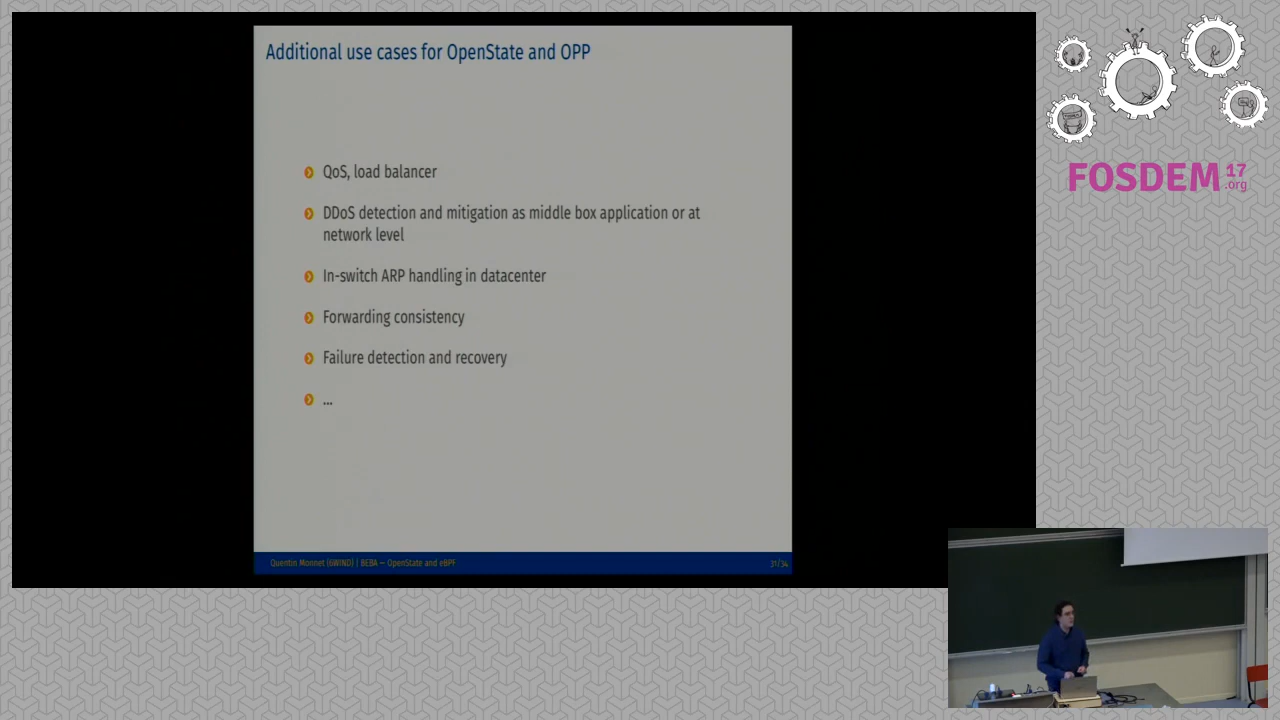 Additional use cases for OpenState and OPP
QoS, load balancer
DDoS detection and mitigation as middle box application or at
network level
In-switch ARP handling in datacenter
Forwarding consistency
Failure detection and recovery
...
Quentin Monnet (6WIND) | BEBA — OpenState and eBPF
31/34
FOSDEM 17
.org